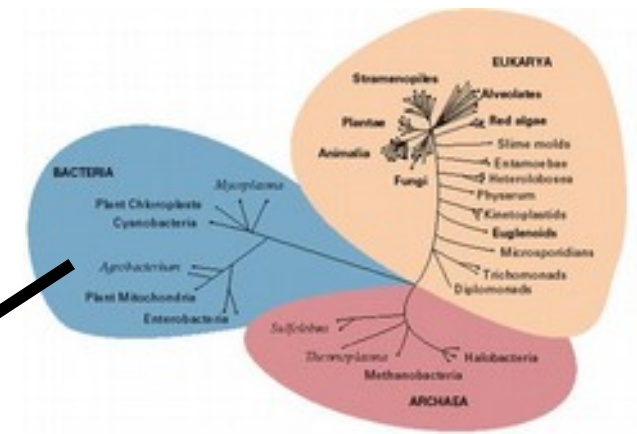 EUKARYA
Stramenopiles
Alveolates
Plantae
Red algae
Animalia
Slime molds
Entamoebae
Fungi
Heterolobosea
Physarum
Kinetoplastids
Euglenoids
Microsporidians
Trichomonads
Diplomonads
BACTERIA
Mycoplasma
Plant Chloroplasts
Cyanobacteria
Agrobacterium
Plant Mitochondria
Enterobacteria
Sulfolobus
Thermoplasma
Halobacteria
Methanobacteria
ARCHAEA